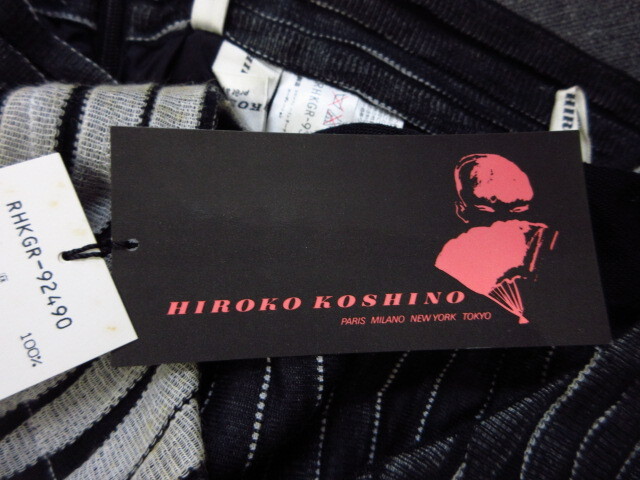 HIROKO KOSHINO
PARIS MILANO NEW YORK TOKYO
RHKGR-92490
100%